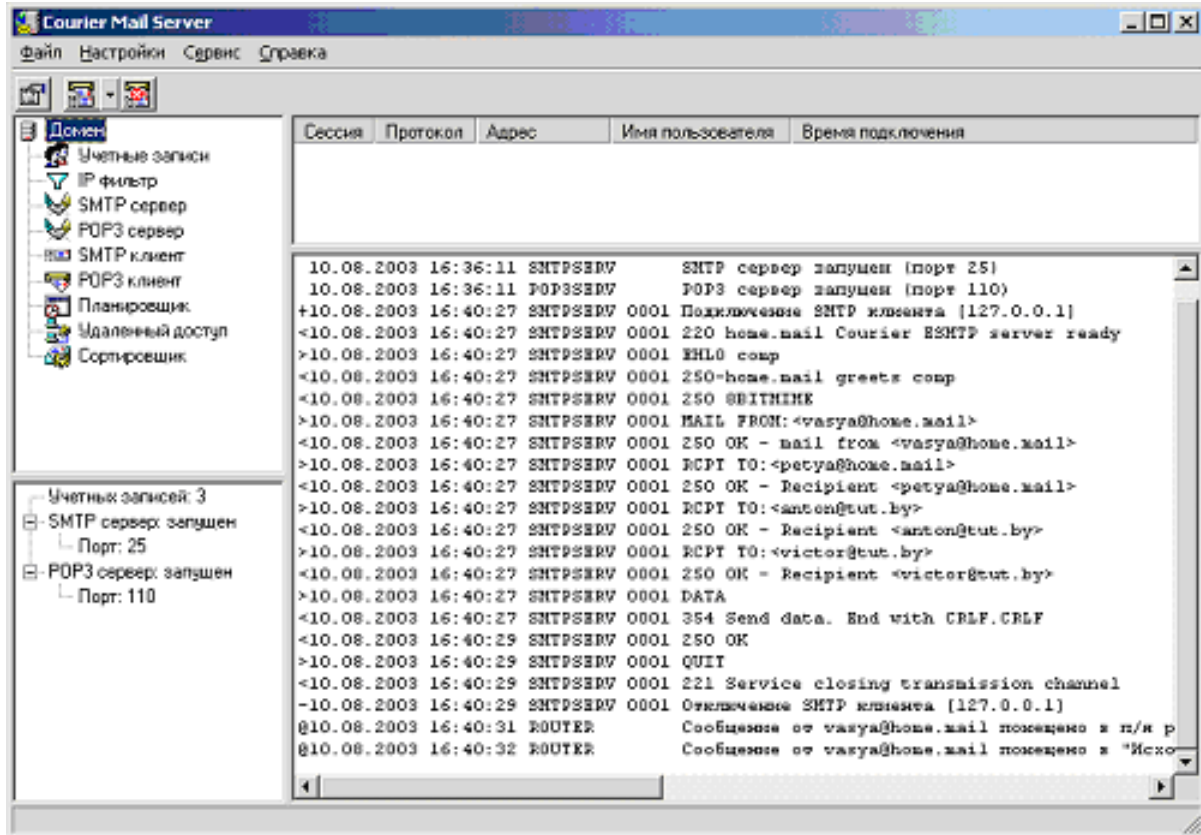 Courier Mail Server
Файл Настройки Сервис Справка
Домен
Учетные записи
IP фильтр
SMTP сервер
POP3 сервер
SMTP клиент
POP3 клиент
Планировщик
Удаленный доступ
Сортировщик
Учетных записей: 3
SMTP сервер: запущен
Порт: 25
POP3 сервер: запущен
Порт: 110
Сессия Протокол Адрес Имя пользователя Время подключения
10.08.2003 16:36:11 SMTPSERV SMTP сервер запущен (порт 25)
10.08.2003 16:36:11 POP3SERV POP3 сервер запущен (порт 110)
+10.08.2003 16:40:27 SMTPSERV 0001 Подключение SMTP клиента [127.0.0.1]
<10.08.2003 16:40:27 SMTPSERV 0001 220 home.mail Courier ESMTP server ready
>10.08.2003 16:40:27 SMTPSERV 0001 EHLO comp
<10.08.2003 16:40:27 SMTPSERV 0001 250-home.mail greets comp
<10.08.2003 16:40:27 SMTPSERV 0001 250 8BITMIME
>10.08.2003 16:40:27 SMTPSERV 0001 MAIL FROM:<vasya@home.mail>
<10.08.2003 16:40:27 SMTPSERV 0001 250 OK - mail from <vasya@home.mail>
>10.08.2003 16:40:27 SMTPSERV 0001 RCPT TO:<petya@home.mail>
<10.08.2003 16:40:27 SMTPSERV 0001 250 OK - Recipient <petya@home.mail>
>10.08.2003 16:40:27 SMTPSERV 0001 RCPT TO:<anton@tut.by>
<10.08.2003 16:40:27 SMTPSERV 0001 250 OK - Recipient <anton@tut.by>
>10.08.2003 16:40:27 SMTPSERV 0001 RCPT TO:<victor@tut.by>
<10.08.2003 16:40:27 SMTPSERV 0001 250 OK - Recipient <victor@tut.by>
>10.08.2003 16:40:27 SMTPSERV 0001 DATA
<10.08.2003 16:40:27 SMTPSERV 0001 354 Send data. End with CRLF.CRLF
<10.08.2003 16:40:29 SMTPSERV 0001 250 OK
>10.08.2003 16:40:29 SMTPSERV 0001 QUIT
<10.08.2003 16:40:29 SMTPSERV 0001 221 Service closing transmission channel
-10.08.2003 16:40:29 SMTPSERV 0001 Отключение SMTP клиента [127.0.0.1]
@10.08.2003 16:40:31 ROUTER Сообщение от vasya@home.mail помещено в п/я p
@10.08.2003 16:40:32 ROUTER Сообщение от vasya@home.mail помещено в "Исхо